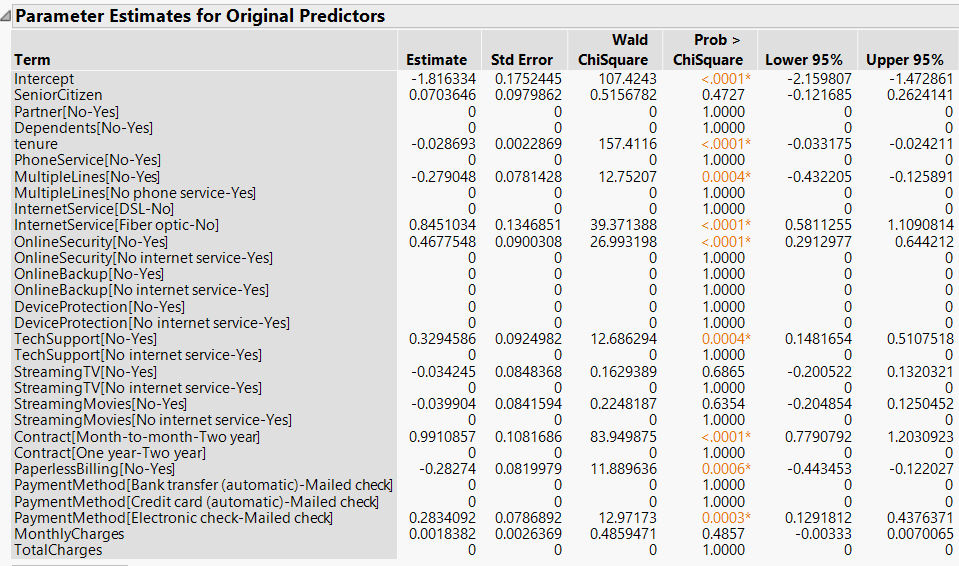 Parameter Estimates for Original Predictors
Wald Prob >
Term Estimate Std Error ChiSquare ChiSquare Lower 95% Upper 95%
Intercept -1.816334 0.1752445 107.4243 <.0001* -2.159807 -1.472861
SeniorCitizen 0.0703646 0.0979862 0.5156782 0.4727 -0.121685 0.2624141
Partner[No-Yes] 0 0 0 1.0000 0 0
Dependents[No-Yes] 0 0 0 1.0000 0 0
tenure -0.028693 0.0022869 157.4116 <.0001* -0.033175 -0.024211
PhoneService[No-Yes] 0 0 0 1.0000 0 0
MultipleLines[No-Yes] -0.279048 0.0781428 12.75207 0.0004* -0.432205 -0.125891
MultipleLines[No phone service-Yes] 0 0 0 1.0000 0 0
InternetService[DSL-No] 0 0 0 1.0000 0 0
InternetService[Fiber optic-No] 0.8451034 0.1346851 39.371388 <.0001* 0.5811255 1.1090814
OnlineSecurity[No-Yes] 0.4677548 0.0900308 26.993198 <.0001* 0.2912977 0.644212
OnlineSecurity[No internet service-Yes] 0 0 0 1.0000 0 0
OnlineBackup[No-Yes] 0 0 0 1.0000 0 0
OnlineBackup[No internet service-Yes] 0 0 0 1.0000 0 0
DeviceProtection[No-Yes] 0 0 0 1.0000 0 0
DeviceProtection[No internet service-Yes] 0 0 0 1.0000 0 0
TechSupport[No-Yes] 0.3294586 0.0924982 12.686294 0.0004* 0.1481654 0.5107518
TechSupport[No internet service-Yes] 0 0 0 1.0000 0 0
StreamingTV[No-Yes] -0.034245 0.0848368 0.1629389 0.6865 -0.200522 0.1320321
StreamingTV[No internet service-Yes] 0 0 0 1.0000 0 0
StreamingMovies[No-Yes] -0.039904 0.0841594 0.2248187 0.6354 -0.204854 0.1250452
StreamingMovies[No internet service-Yes] 0 0 0 1.0000 0 0
Contract[Month-to-month-Two year] 0.9910857 0.1081686 83.949875 <.0001* 0.7790792 1.2030923
Contract[One year-Two year] 0 0 0 1.0000 0 0
PaperlessBilling[No-Yes] -0.28274 0.0819979 11.889636 0.0006* -0.443453 -0.122027
PaymentMethod[Bank transfer (automatic)-Mailed check] 0 0 0 1.0000 0 0
PaymentMethod[Credit card (automatic)-Mailed check] 0 0 0 1.0000 0 0
PaymentMethod[Electronic check-Mailed check] 0.2834092 0.0786892 12.97173 0.0003* 0.1291812 0.4376371
MonthlyCharges 0.0018382 0.0026369 0.4859471 0.4857 -0.00333 0.0070065
TotalCharges 0 0 0 1.0000 0 0